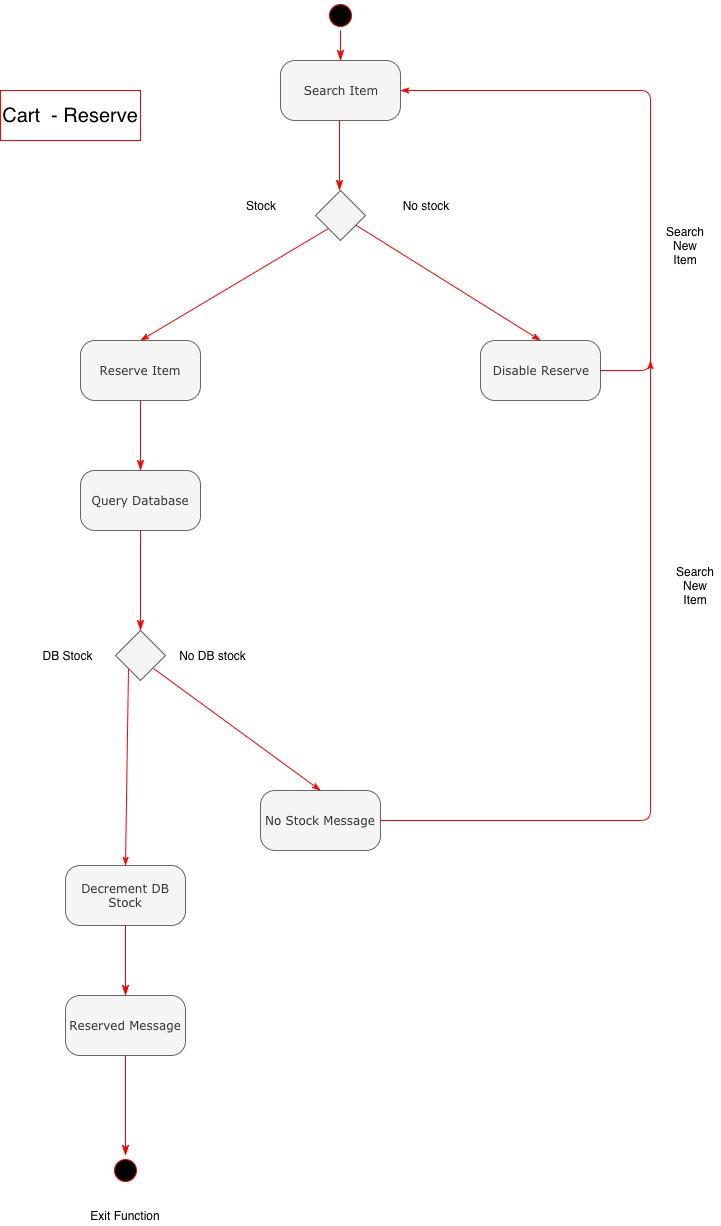 Search Item
Cart  - Reserve
Stock
No stock
Search
New
Item
Reserve Item
Disable Reserve
Query Database
Search
New
Item
DB Stock
No DB stock
No Stock Message
Decrement DB
Stock
Reserved Message
Exit Function